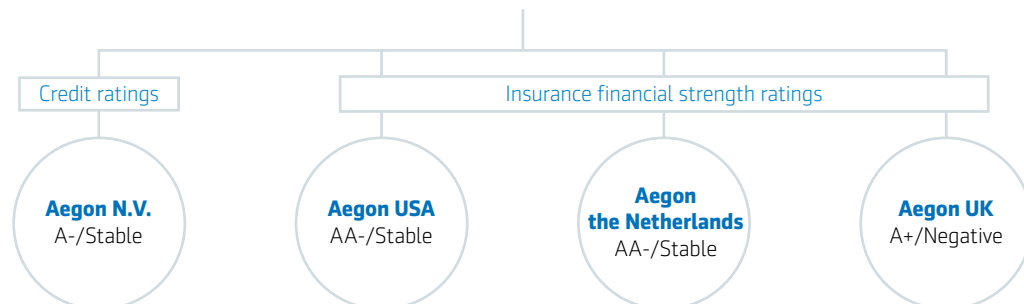 Credit ratings
Insurance financial strength ratings
Aegon N.V.
A-/Stable
Aegon USA
AA-/Stable
Aegon
the Netherlands
AA-/Stable
Aegon UK
A+/Negative